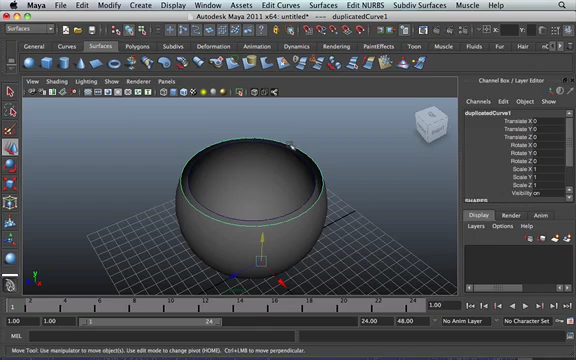 Maya File Edit Modify Create Display Window Assets Edit Curves Surfaces Edit NURBS Subdiv Surfaces Muscle Help
Autodesk Maya 2011 x64: untitled* --- duplicatedCurve1
Surfaces
X: Y:
General Curves Surfaces Polygons Subdivs Deformation Animation Dynamics Rendering PaintEffects Toon Muscle Fluids Fur Hair nCl
View Shading Lighting Show Renderer Panels
Channel Box / Layer Editor
Channels Edit Object Show
duplicatedCurve1
Translate X 0
Translate Y 0
Translate Z 0
Rotate X 0
Rotate Y 0
Rotate Z 0
Scale X 1
Scale Y 1
Scale Z 1
Visibility on
SHAPES
Display Render Anim
Layers Options Help
y
x
2 4 6 8 10 12 14 16 18 20 22 24
1
1.00
1.00 1.00 1 24 24.00 48.00 No Anim Layer No Character Set
MEL
Move Tool: Use manipulator to move object(s). Use edit mode to change pivot (HOME). Ctrl+LMB to move perpendicular.